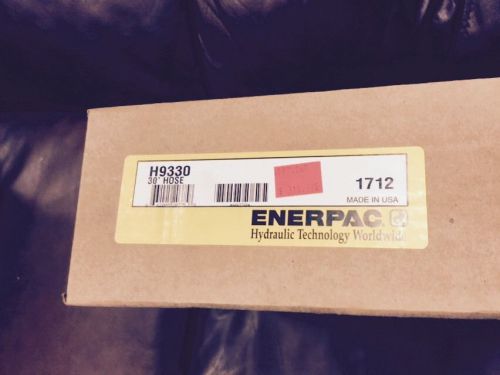 H9330
30' HOSE
1712
MADE IN USA
ENERPAC
Hydraulic Technology Worldwide